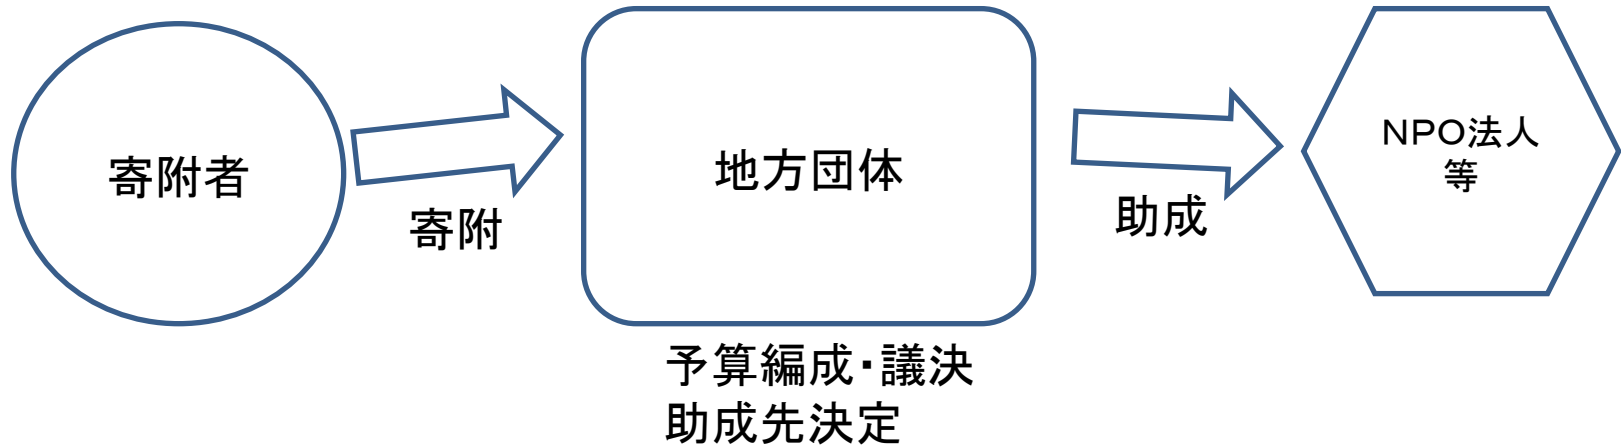 寄附者
寄附
地方団体
予算編成・議決
助成先決定
助成
ＮＰＯ法人
等